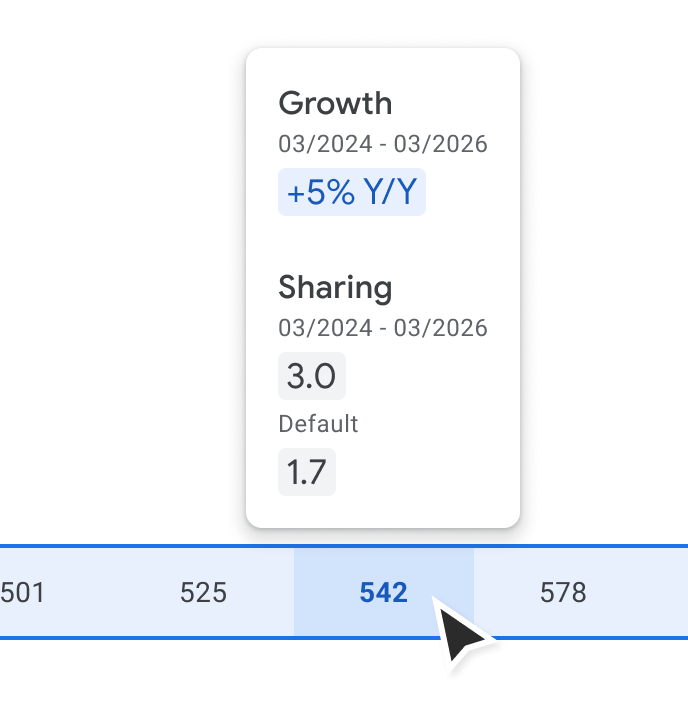 Growth
03/2024 - 03/2026
+5% Y/Y
Sharing
03/2024 - 03/2026
3.0
Default
1.7
501 525 542 578